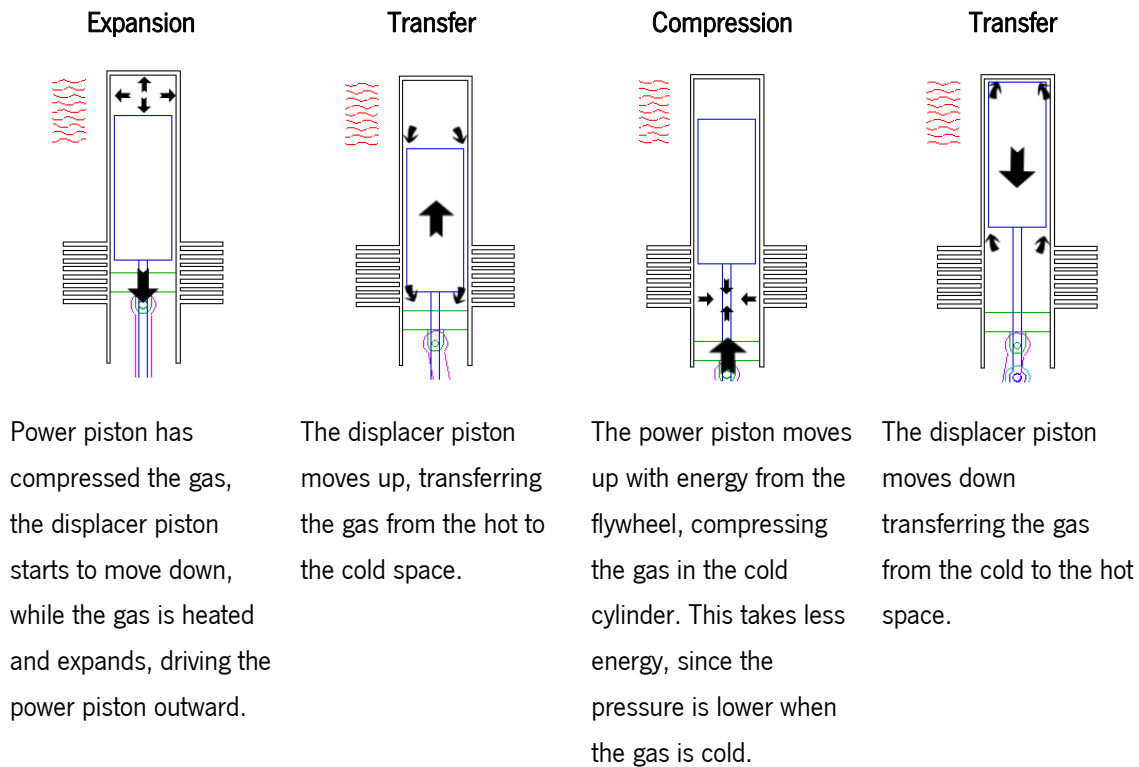 Expansion
Transfer
Compression
Transfer
Power piston has
compressed the gas,
the displacer piston
starts to move down,
while the gas is heated
and expands, driving the
power piston outward.
The displacer piston
moves up, transferring
the gas from the hot to
the cold space.
The power piston moves
up with energy from the
flywheel, compressing
the gas in the cold
cylinder. This takes less
energy, since the
pressure is lower when
the gas is cold.
The displacer piston
moves down
transferring the gas
from the cold to the hot
space.